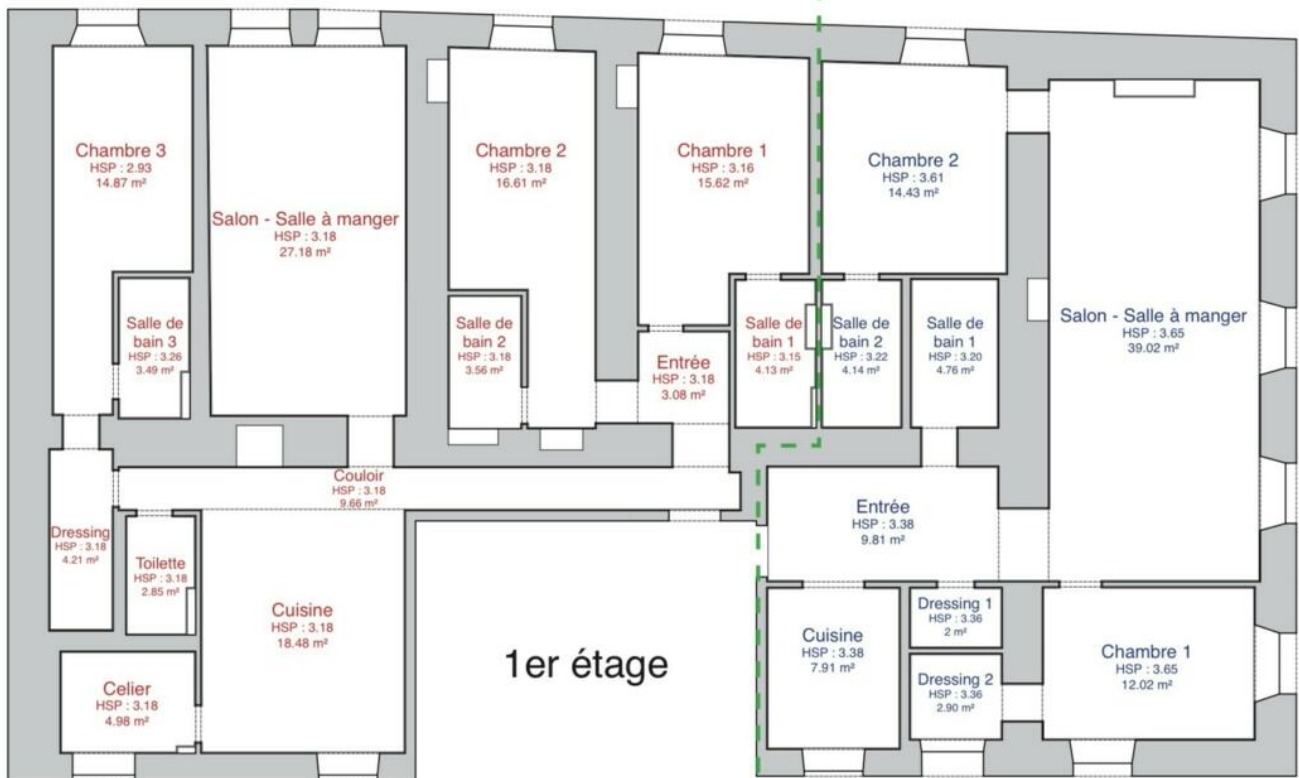 Chambre 3
HSP : 2.93
14.87 m²
Salon - Salle à manger
HSP : 3.18
27.18 m²
Chambre 2
HSP : 3.18
16.61 m²
Chambre 1
HSP : 3.16
15.62 m²
Chambre 2
HSP : 3.61
14.43 m²
Salle de
bain 3
HSP : 3.26
3.49 m²
Salle de
bain 2
HSP : 3.18
3.56 m²
Entrée
HSP : 3.18
3.08 m²
Salle de
bain 1
HSP : 3.15
4.13 m²
Salle de
bain 2
HSP : 3.22
4.14 m²
Salle de
bain 1
HSP : 3.20
4.76 m²
Salon - Salle à manger
HSP : 3.65
39.02 m²
Couloir
HSP : 3.18
9.66 m²
Entrée
HSP : 3.38
9.81 m²
Dressing
HSP : 3.18
4.21 m²
Toilette
HSP : 3.18
2.85 m²
Cuisine
HSP : 3.18
18.48 m²
Celier
HSP : 3.18
4.98 m²
1er étage
Cuisine
HSP : 3.38
7.91 m²
Dressing 1
HSP : 3.36
2 m²
Dressing 2
HSP : 3.36
2.90 m²
Chambre 1
HSP : 3.65
12.02 m²